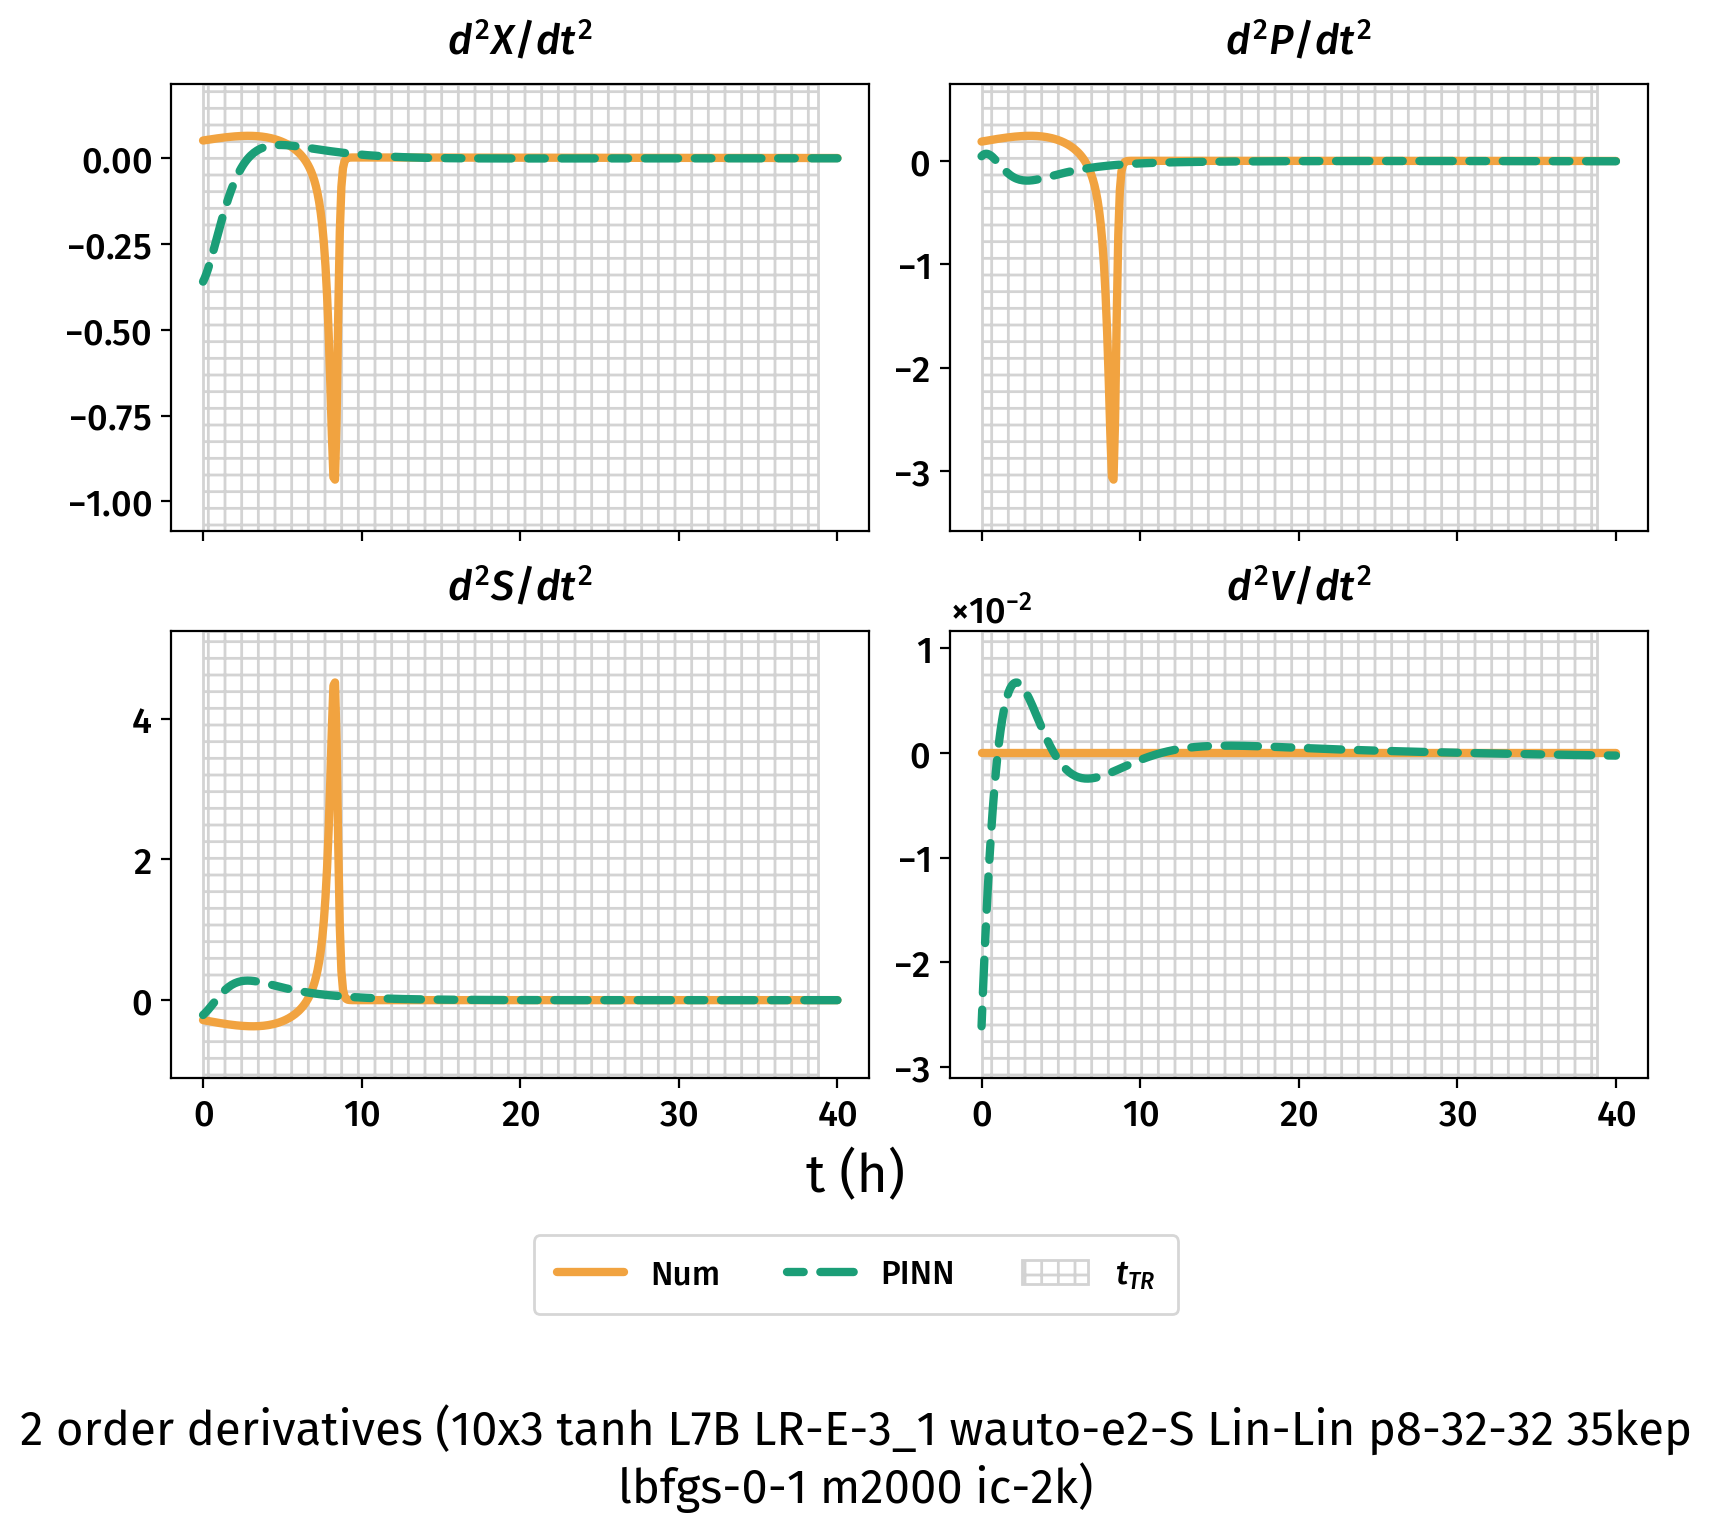 d²X/dt²
d²P/dt²
0.00
−0.25
−0.50
−0.75
−1.00
0
−1
−2
−3
d²S/dt²
d²V/dt²
×10⁻²
4
2
0
1
0
−1
−2
−3
0 10 20 30 40
0 10 20 30 40
t (h)
Num PINN t_TR
2 order derivatives (10x3 tanh L7B LR-E-3_1 wauto-e2-S Lin-Lin p8-32-32 35kep
lbfgs-0-1 m2000 ic-2k)